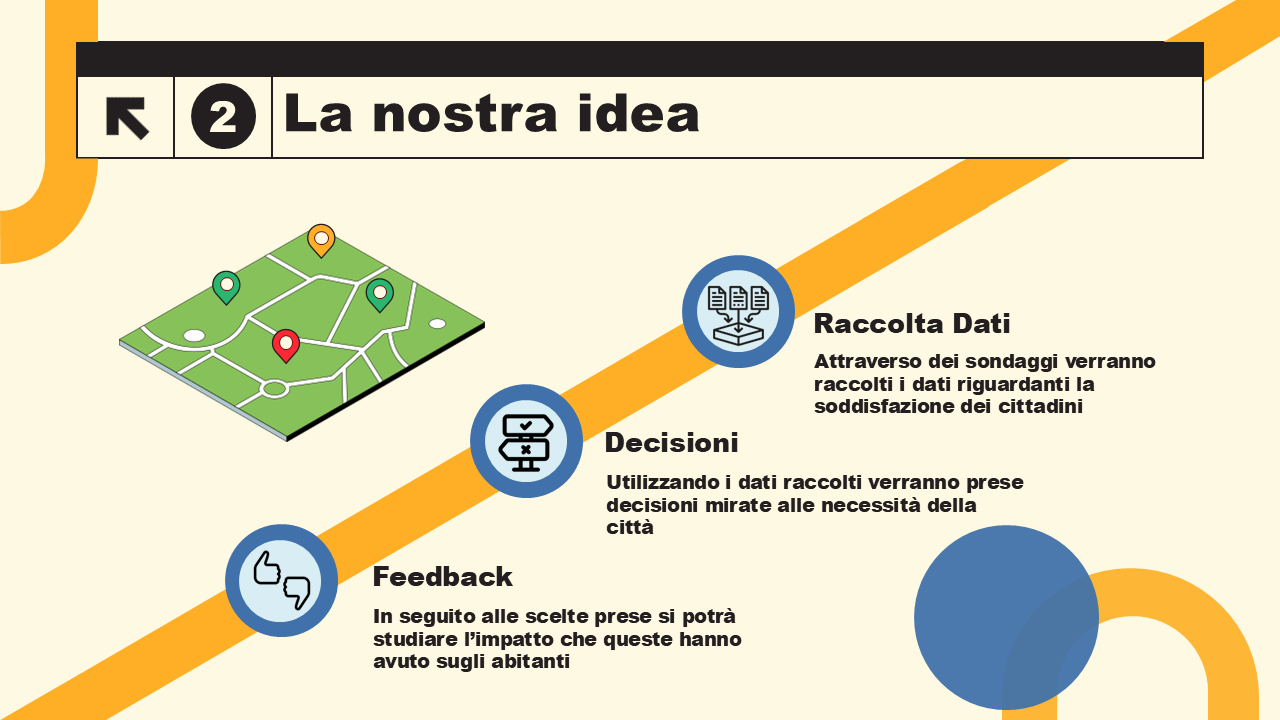 2
La nostra idea
Raccolta Dati
Attraverso dei sondaggi verranno
raccolti i dati riguardanti la
soddisfazione dei cittadini
Decisioni
Utilizzando i dati raccolti verranno prese
decisioni mirate alle necessità della
città
Feedback
In seguito alle scelte prese si potrà
studiare l’impatto che queste hanno
avuto sugli abitanti